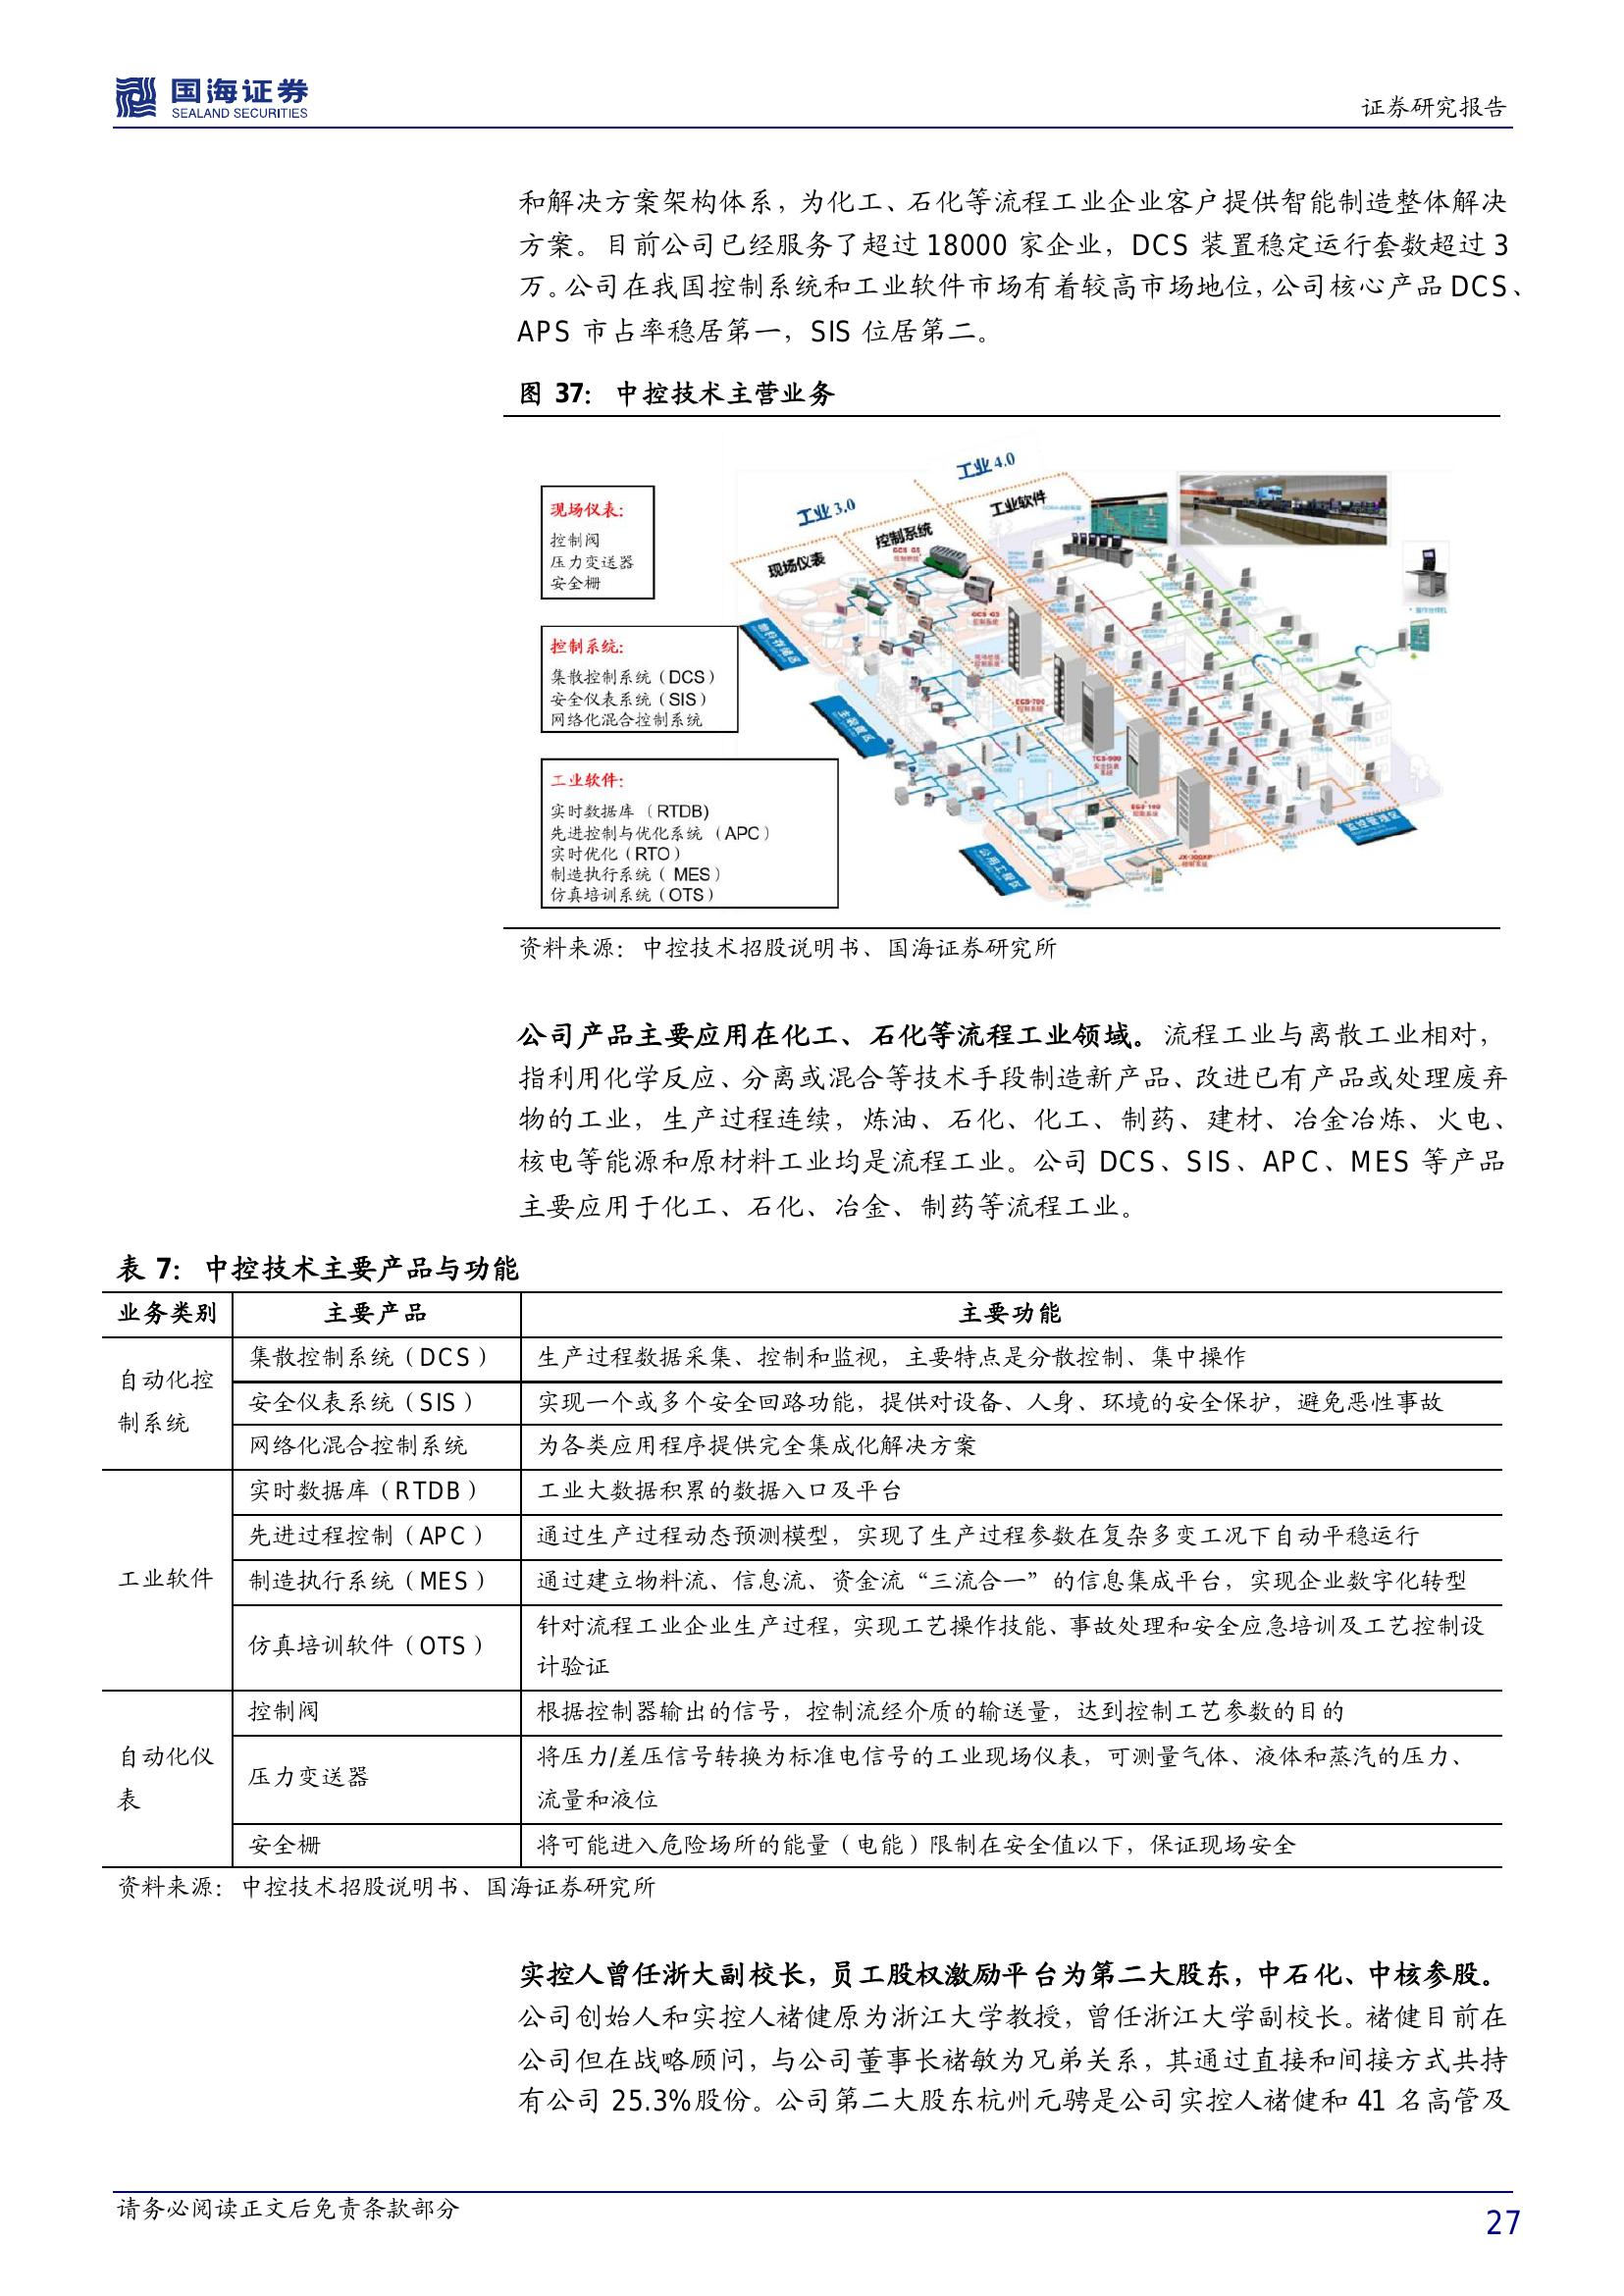 国海证券
SEALAND SECURITIES
证券研究报告
和解决方案架构体系，为化工、石化等流程工业企业客户提供智能制造整体解决
方案。目前公司已经服务了超过 18000 家企业，DCS 装置稳定运行套数超过 3
万。公司在我国控制系统和工业软件市场有着较高市场地位，公司核心产品 DCS、
APS 市占率稳居第一，SIS 位居第二。
图 37：中控技术主营业务
工业 4.0
工业 3.0
工业软件
控制系统
现场仪表
现场仪表：
控制阀
压力变送器
安全栅
控制系统：
集散控制系统（DCS）
安全仪表系统（SIS）
网络化混合控制系统
工业软件：
实时数据库（RTDB)
先进控制与优化系统（APC）
实时优化（RTO）
制造执行系统（MES）
仿真培训系统（OTS）
资料来源：中控技术招股说明书、国海证券研究所
公司产品主要应用在化工、石化等流程工业领域。流程工业与离散工业相对，
指利用化学反应、分离或混合等技术手段制造新产品、改进已有产品或处理废弃
物的工业，生产过程连续，炼油、石化、化工、制药、建材、冶金冶炼、火电、
核电等能源和原材料工业均是流程工业。公司 DCS、SIS、APC、MES 等产品
主要应用于化工、石化、冶金、制药等流程工业。
表 7：中控技术主要产品与功能
业务类别 主要产品 主要功能
自动化控
制系统
集散控制系统（DCS） 生产过程数据采集、控制和监视，主要特点是分散控制、集中操作
安全仪表系统（SIS） 实现一个或多个安全回路功能，提供对设备、人身、环境的安全保护，避免恶性事故
网络化混合控制系统 为各类应用程序提供完全集成化解决方案
工业软件
实时数据库（RTDB） 工业大数据积累的数据入口及平台
先进过程控制（APC） 通过生产过程动态预测模型，实现了生产过程参数在复杂多变工况下自动平稳运行
制造执行系统（MES） 通过建立物料流、信息流、资金流“三流合一”的信息集成平台，实现企业数字化转型
仿真培训软件（OTS） 针对流程工业企业生产过程，实现工艺操作技能、事故处理和安全应急培训及工艺控制设
计验证
自动化仪
表
控制阀 根据控制器输出的信号，控制流经介质的输送量，达到控制工艺参数的目的
压力变送器 将压力/差压信号转换为标准电信号的工业现场仪表，可测量气体、液体和蒸汽的压力、
流量和液位
安全栅 将可能进入危险场所的能量（电能）限制在安全值以下，保证现场安全
资料来源：中控技术招股说明书、国海证券研究所
实控人曾任浙大副校长，员工股权激励平台为第二大股东，中石化、中核参股。
公司创始人和实控人褚健原为浙江大学教授，曾任浙江大学副校长。褚健目前在
公司但在战略顾问，与公司董事长褚敏为兄弟关系，其通过直接和间接方式共持
有公司 25.3%股份。公司第二大股东杭州元骋是公司实控人褚健和 41 名高管及
请务必阅读正文后免责条款部分
27